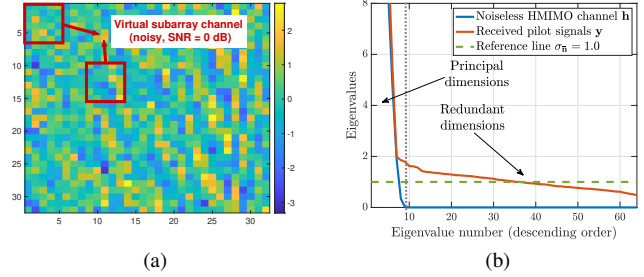 Virtual subarray channel
(noisy, SNR = 0 dB)
5
10
15
20
25
30
5
10
15
20
25
30
2
1
0
-1
-2
-3
(a)
Noiseless HMIMO channel h
Received pilot signals y
Reference line σn̄ = 1.0
Principal
dimensions
Redundant
dimensions
Eigenvalues
8
6
4
2
0
10
20
30
40
50
60
Eigenvalue number (descending order)
(b)